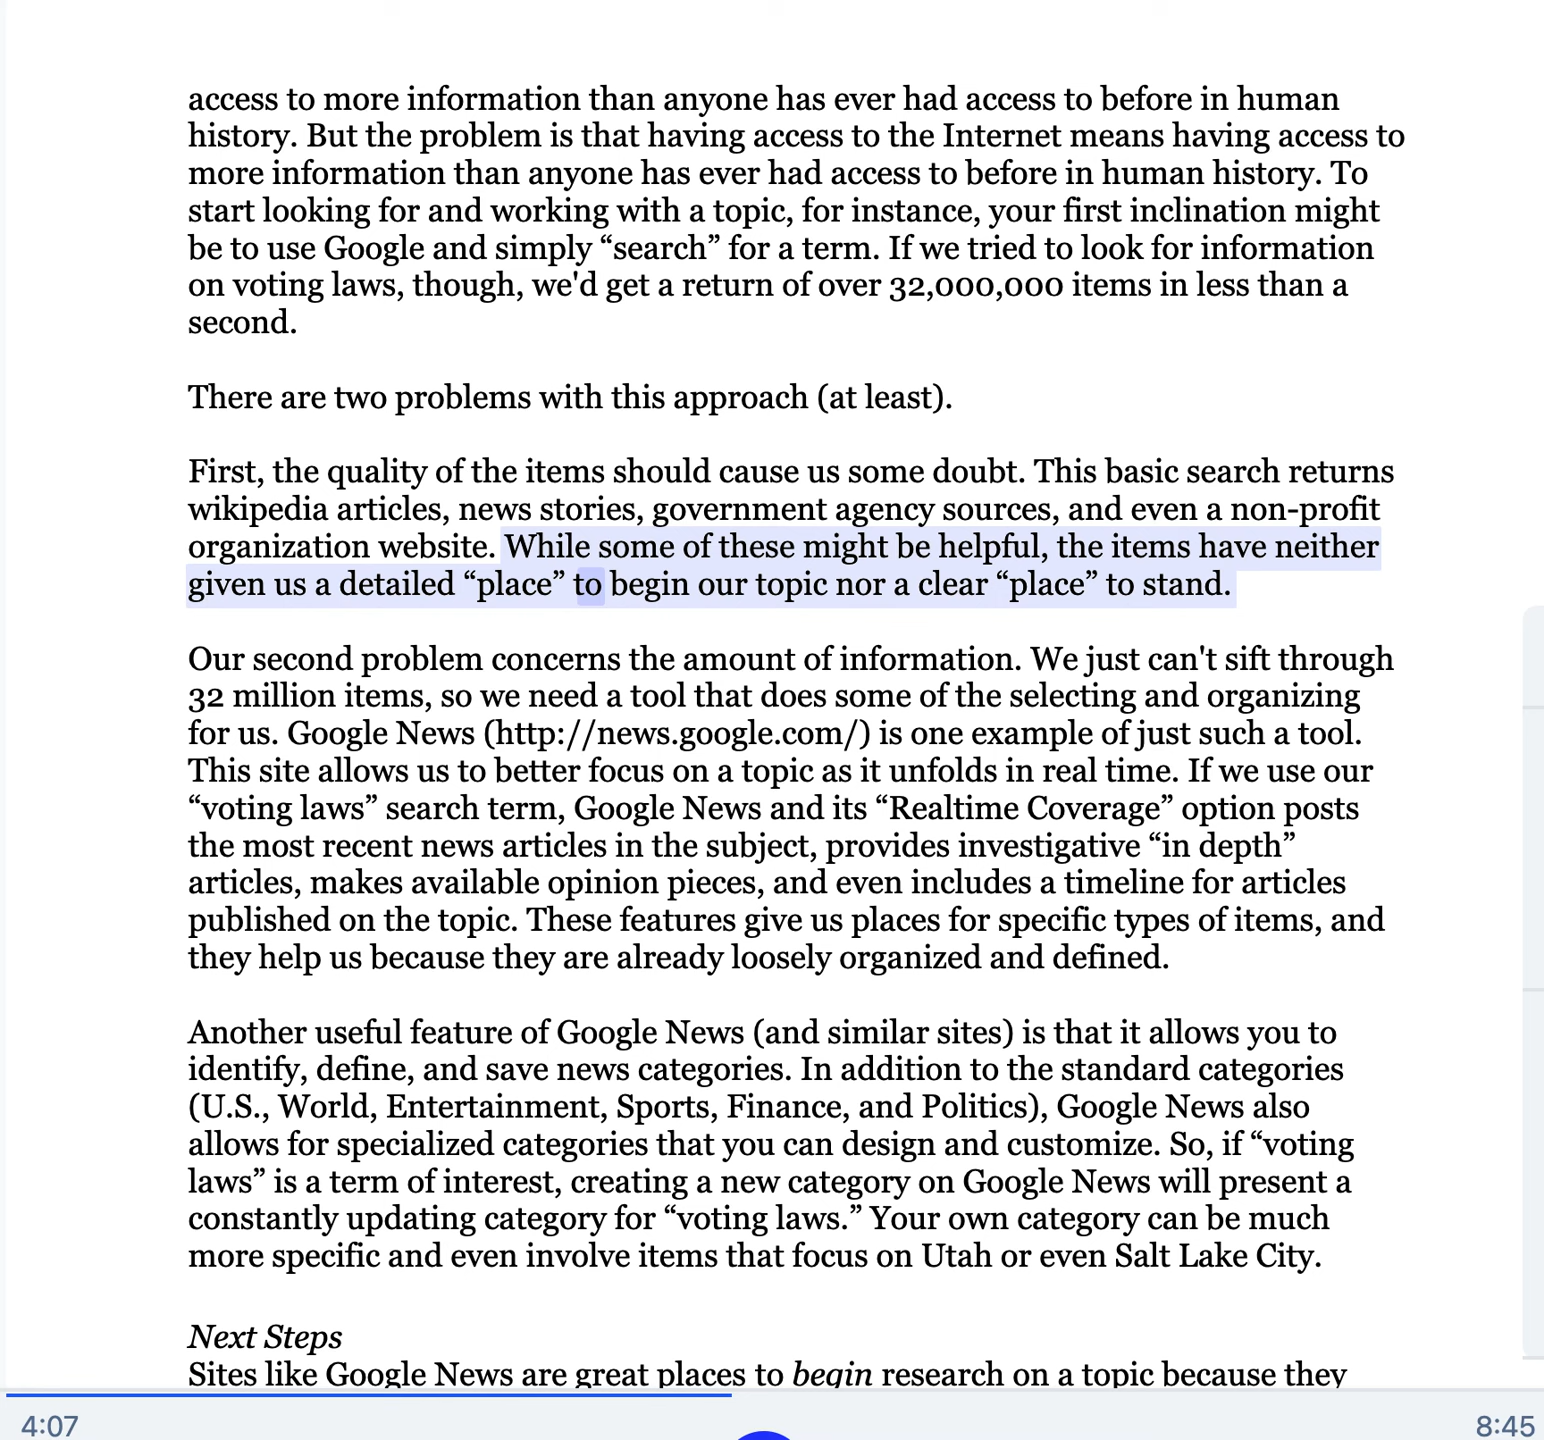 access to more information than anyone has ever had access to before in human
history. But the problem is that having access to the Internet means having access to
more information than anyone has ever had access to before in human history. To
start looking for and working with a topic, for instance, your first inclination might
be to use Google and simply “search” for a term. If we tried to look for information
on voting laws, though, we'd get a return of over 32,000,000 items in less than a
second.
There are two problems with this approach (at least).
First, the quality of the items should cause us some doubt. This basic search returns
wikipedia articles, news stories, government agency sources, and even a non-profit
organization website. While some of these might be helpful, the items have neither
given us a detailed “place” to begin our topic nor a clear “place” to stand.
Our second problem concerns the amount of information. We just can't sift through
32 million items, so we need a tool that does some of the selecting and organizing
for us. Google News (http://news.google.com/) is one example of just such a tool.
This site allows us to better focus on a topic as it unfolds in real time. If we use our
“voting laws” search term, Google News and its “Realtime Coverage” option posts
the most recent news articles in the subject, provides investigative “in depth”
articles, makes available opinion pieces, and even includes a timeline for articles
published on the topic. These features give us places for specific types of items, and
they help us because they are already loosely organized and defined.
Another useful feature of Google News (and similar sites) is that it allows you to
identify, define, and save news categories. In addition to the standard categories
(U.S., World, Entertainment, Sports, Finance, and Politics), Google News also
allows for specialized categories that you can design and customize. So, if “voting
laws” is a term of interest, creating a new category on Google News will present a
constantly updating category for “voting laws.” Your own category can be much
more specific and even involve items that focus on Utah or even Salt Lake City.
Next Steps
Sites like Google News are great places to begin research on a topic because they
4:07
8:45